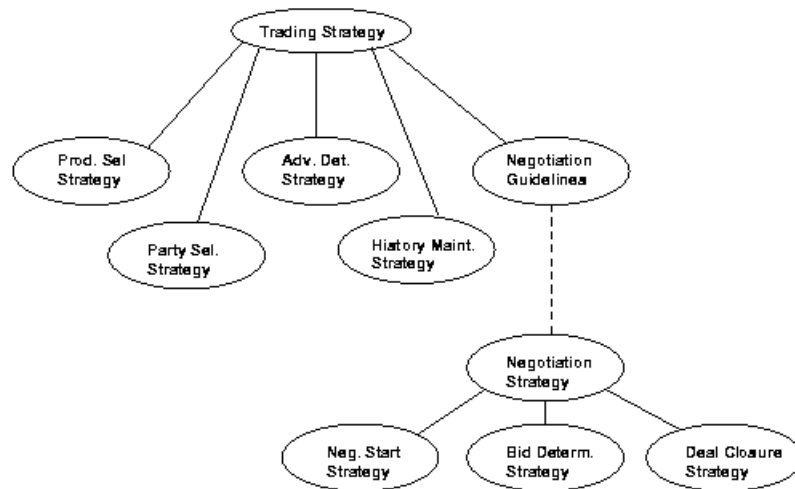 Trading Strategy
Prod. Sel
Strategy
Adv. Det.
Strategy
Negotiation
Guidelines
Party Sel.
Strategy
History Maint.
Strategy
Negotiation
Strategy
Neg. Start
Strategy
Bid Determ.
Strategy
Deal Closure
Strategy